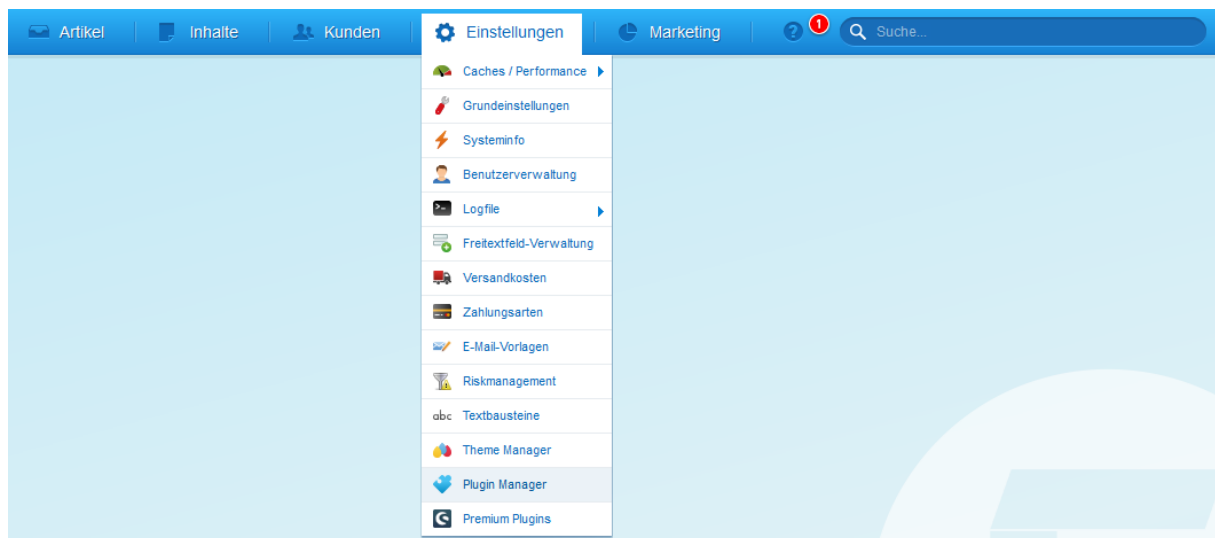 Artikel Inhalte Kunden Einstellungen Marketing ? 1 Suche...
Caches / Performance
Grundeinstellungen
Systeminfo
Benutzerverwaltung
Logfile
Freitextfeld-Verwaltung
Versandkosten
Zahlungsarten
E-Mail-Vorlagen
Riskmanagement
abc Textbausteine
Theme Manager
Plugin Manager
Premium Plugins